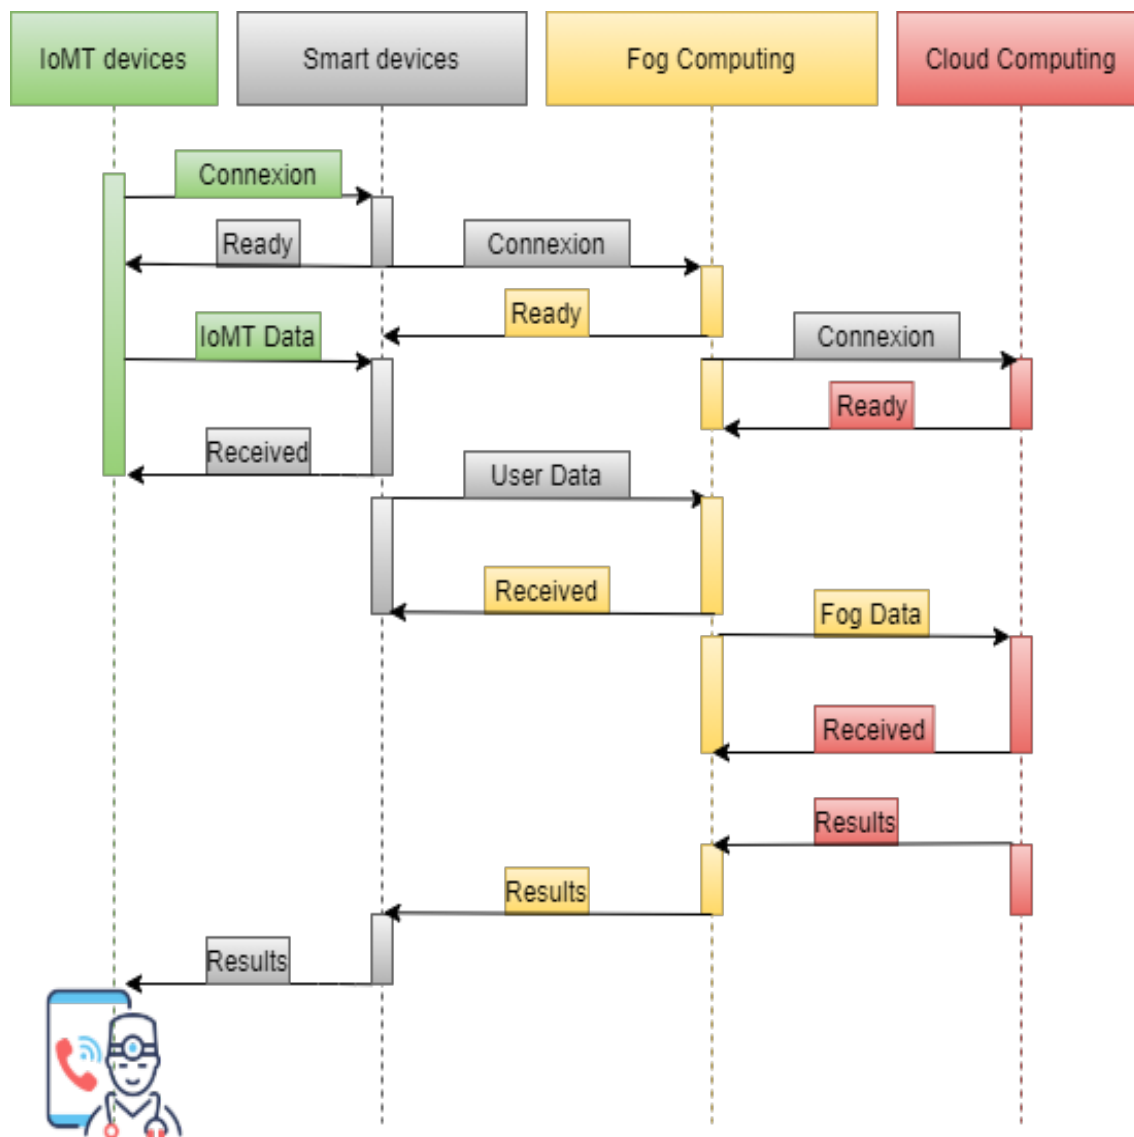 IoMT devices
Smart devices
Fog Computing
Cloud Computing
Connexion
Ready
Connexion
Ready
IoMT Data
Connexion
Ready
Received
User Data
Received
Fog Data
Received
Results
Results
Results